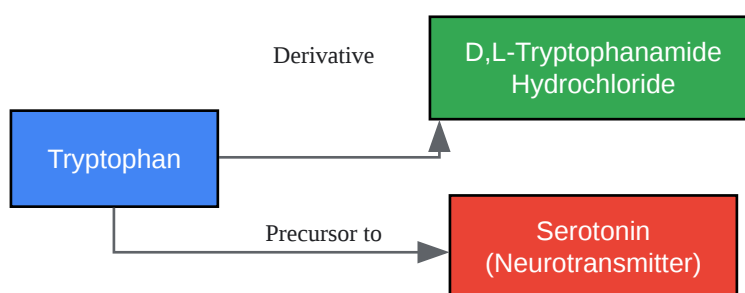 Derivative
D,L-Tryptophanamide
Hydrochloride
Tryptophan
Precursor to
Serotonin
(Neurotransmitter)